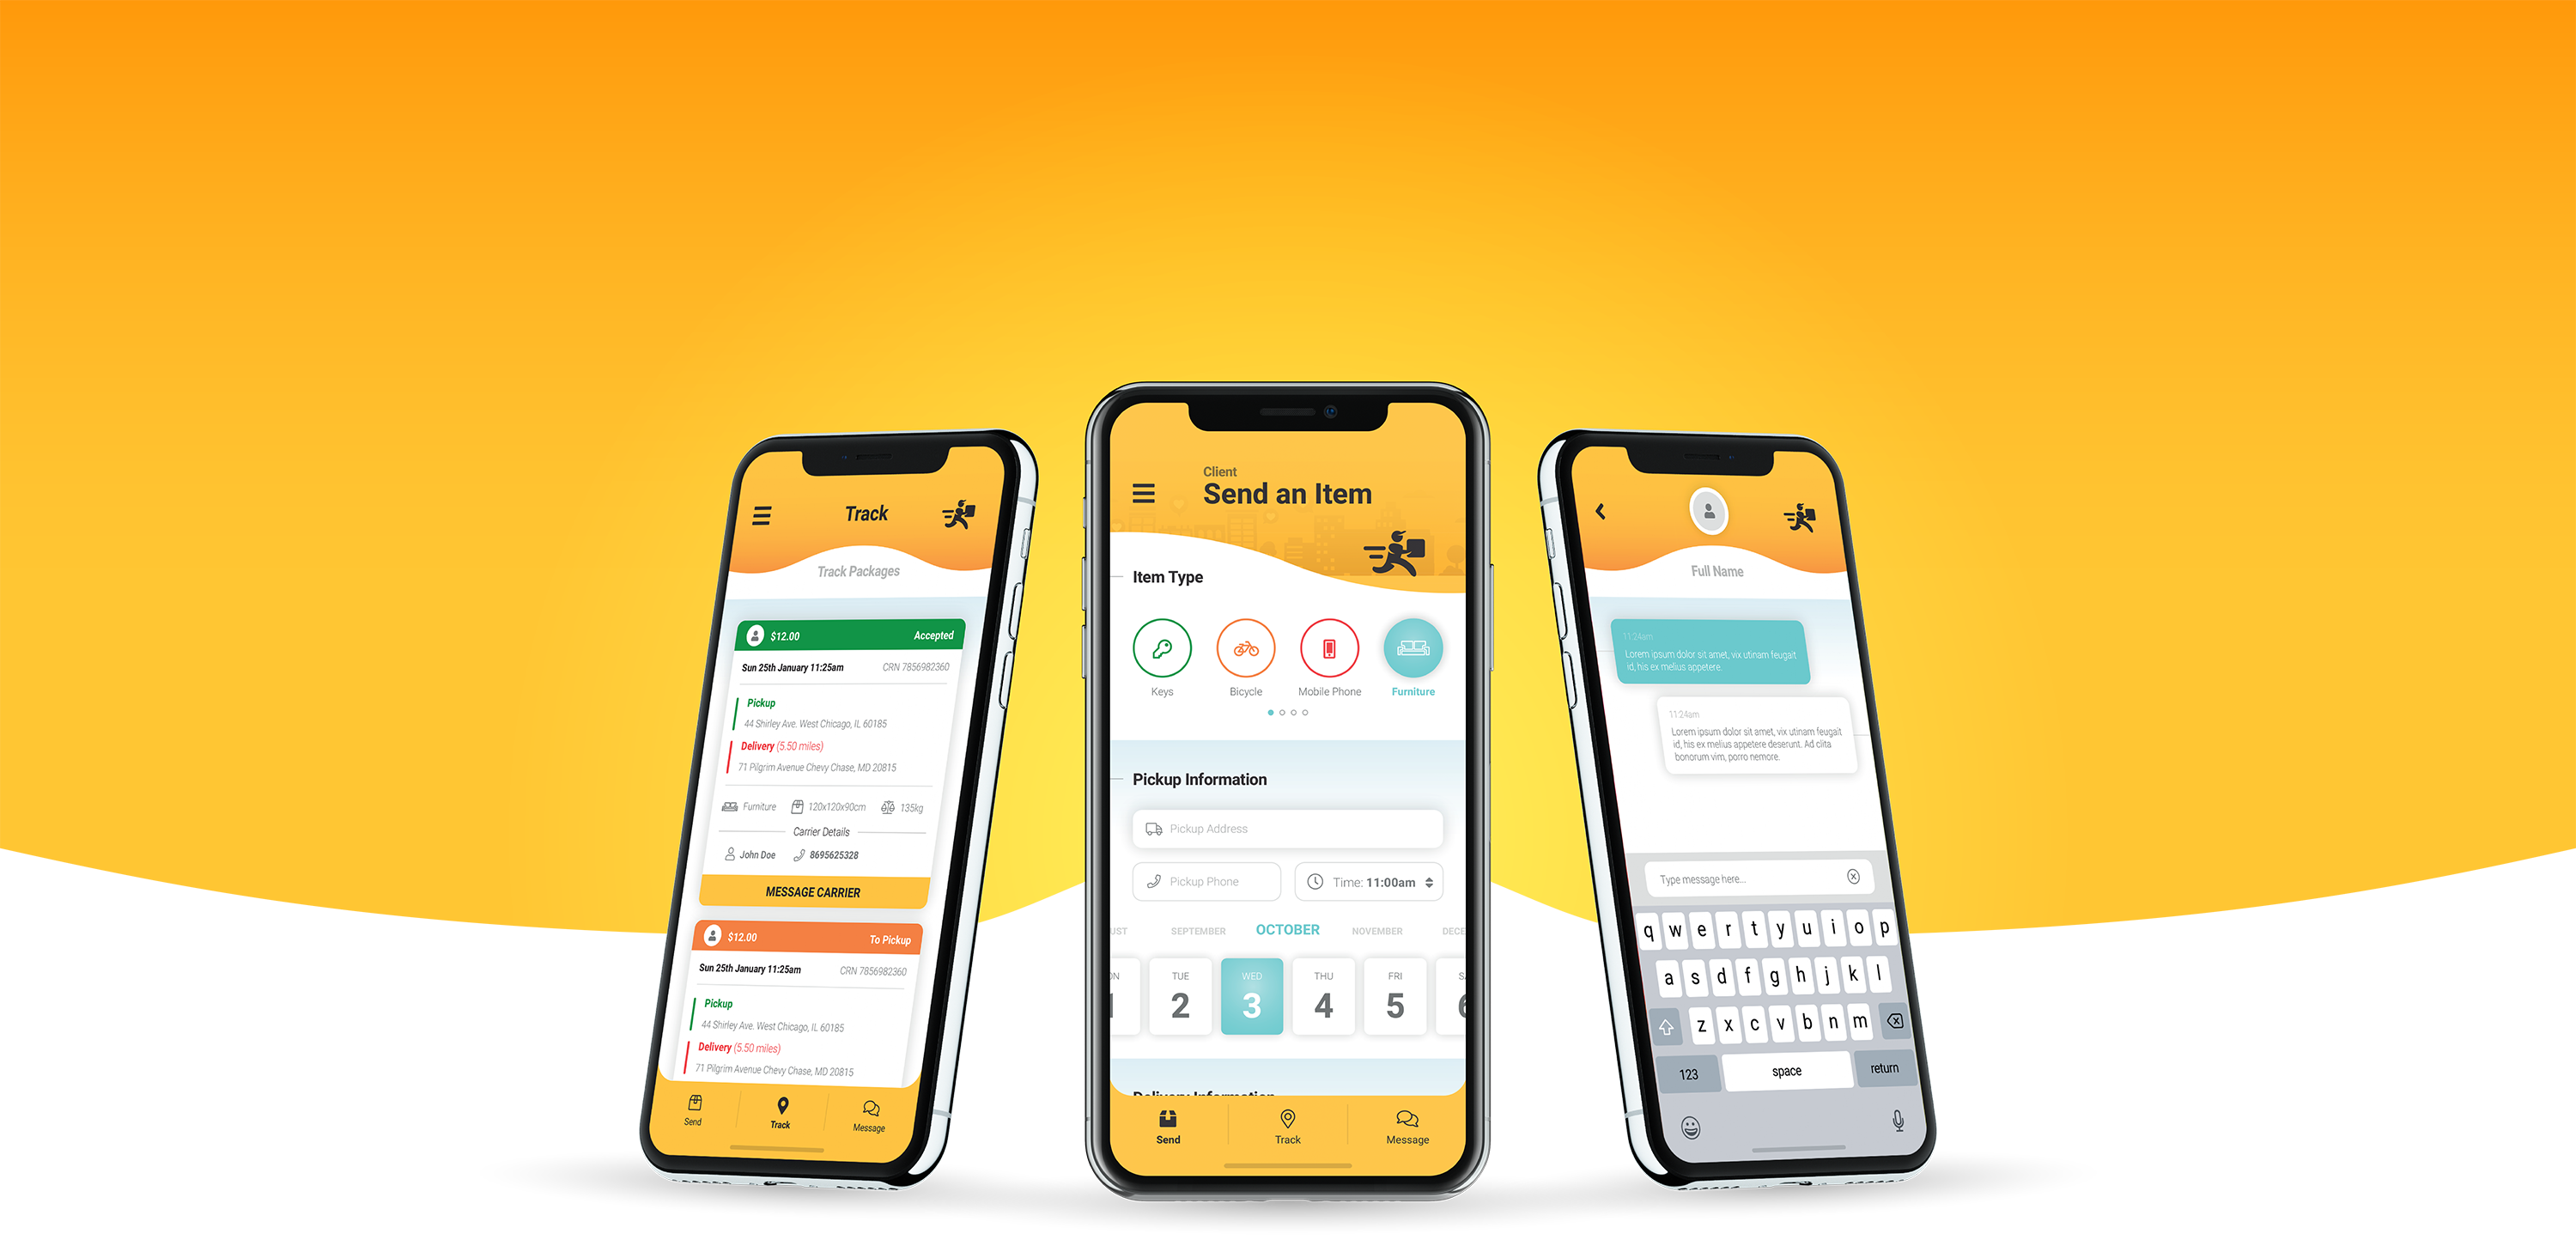 Track
Track Packages
$12.00 Accepted
Sun 25th January 11:25am CRN 7856982360
Pickup
44 Shirley Ave. West Chicago, IL 60185
Delivery (5.50 miles)
71 Pilgrim Avenue Chevy Chase, MD 20815
Furniture 120x120x90cm 135kg
Carrier Details
John Doe 8695625328
MESSAGE CARRIER
$12.00 To Pickup
Sun 25th January 11:25am CRN 7856982360
Pickup
44 Shirley Ave. West Chicago, IL 60185
Delivery (5.50 miles)
71 Pilgrim Avenue Chevy Chase, MD 20815
Send Track Message
Client
Send an Item
Item Type
Keys Bicycle Mobile Phone Furniture
Pickup Information
Pickup Address
Pickup Phone Time: 11:00am
UST SEPTEMBER OCTOBER NOVEMBER DECE
ON TUE WED THU FRI S
1 2 3 4 5 6
Delivery Information
Send Track Message
Full Name
11:24am
Lorem ipsum dolor sit amet, vix utinam feugait
id, his ex melius appetere.
11:24am
Lorem ipsum dolor sit amet, vix utinam feugait
id, his ex melius appetere deserunt. Ad clita
bonorum vim, porro nemore.
Type message here...
q w e r t y u i o p
a s d f g h j k l
z x c v b n m
123 space return